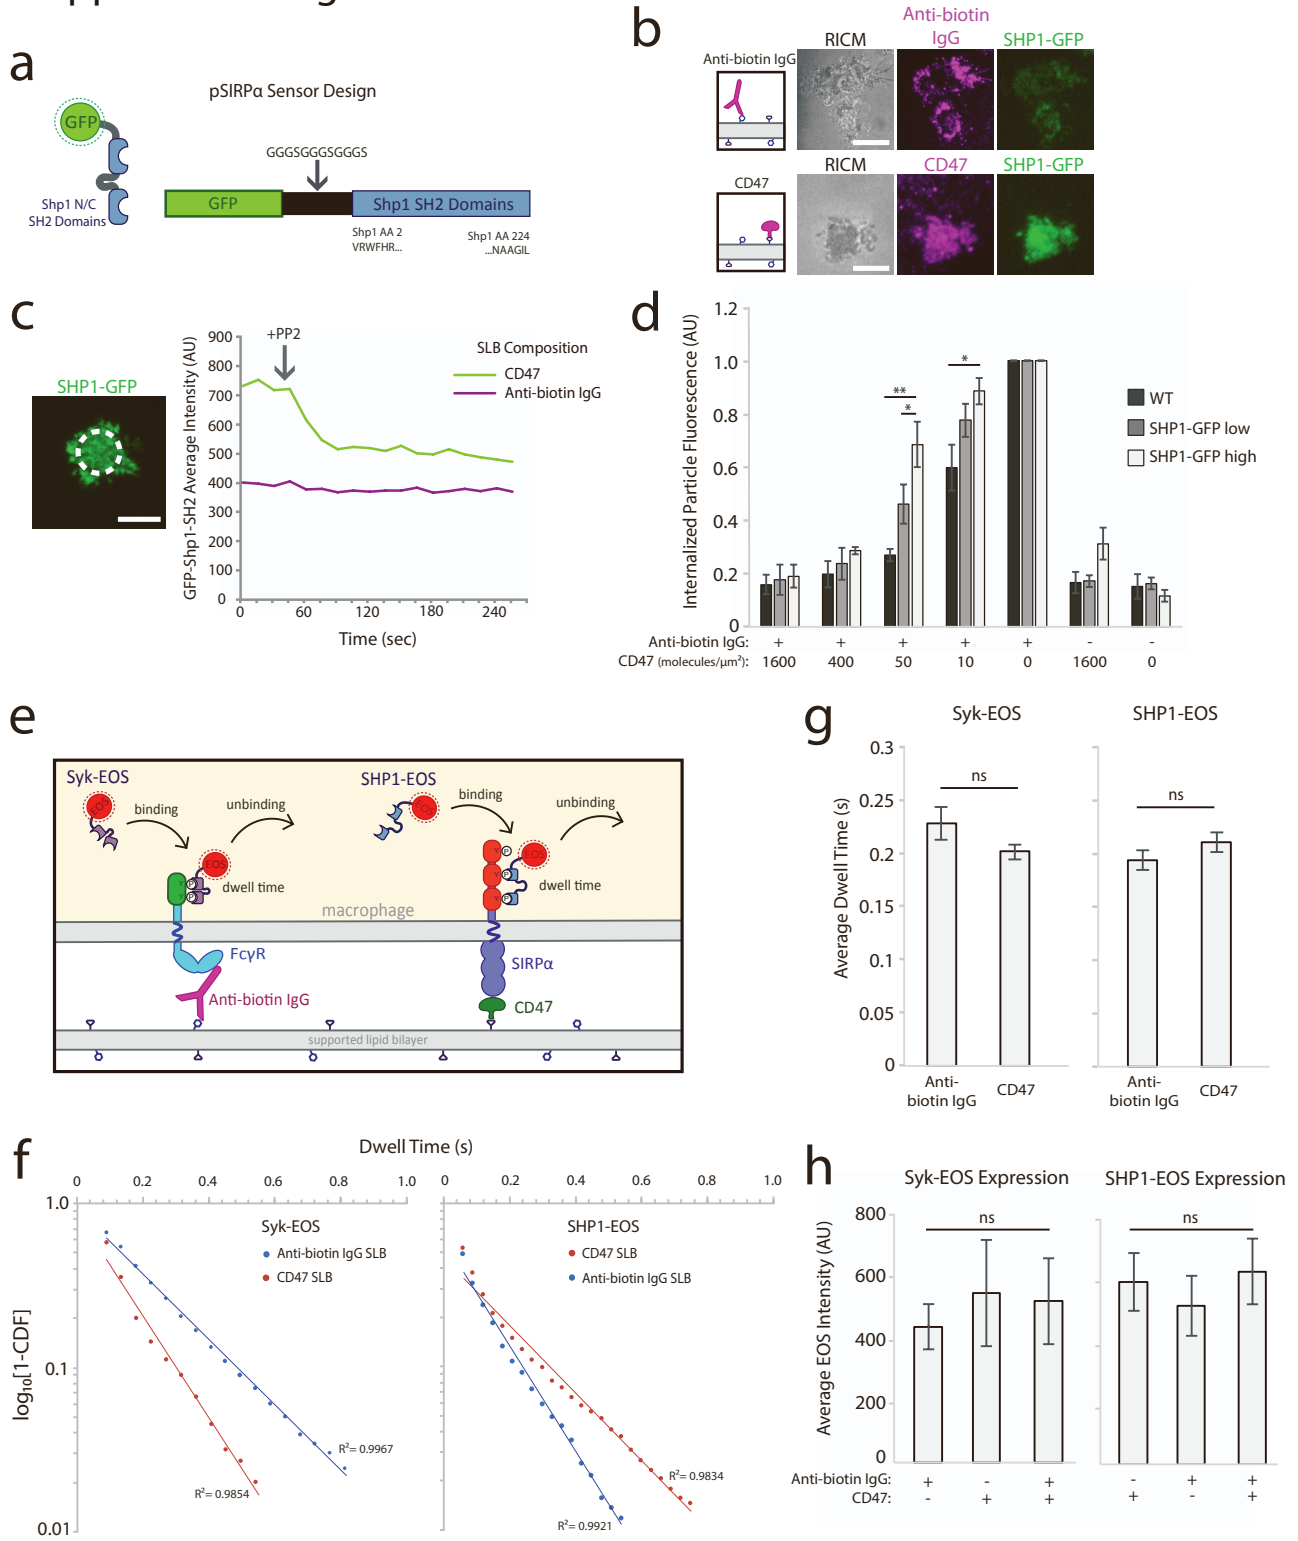 a
pSIRPα Sensor Design
GFP
GGGSGGGSGGGS
Shp1 N/C
SH2 Domains
GFP
Shp1 SH2 Domains
Shp1 AA 2
VRWFHR...
Shp1 AA 224
...NAAGIL
b
Anti-biotin IgG
RICM
Anti-biotin
IgG
SHP1-GFP
CD47
RICM
CD47
SHP1-GFP
c
SHP1-GFP
GFP-Shp1-SH2 Average Intensity (AU)
900
800
700
600
500
400
300
200
100
0
+PP2
SLB Composition
CD47
Anti-biotin IgG
0 60 120 180 240
Time (sec)
d
Internalized Particle Fluorescence (AU)
1.2
1.0
0.8
0.6
0.4
0.2
0
**
*
*
WT
SHP1-GFP low
SHP1-GFP high
Anti-biotin IgG: + + + + + - -
CD47 (molecules/µm²): 1600 400 50 10 0 1600 0
e
Syk-EOS
EOS
binding
unbinding
EOS
Y P
Y P
dwell time
SHP1-EOS
EOS
binding
unbinding
Y P
EOS
Y P
Y P
dwell time
macrophage
FcγR
Anti-biotin IgG
SIRPα
CD47
supported lipid bilayer
f
Dwell Time (s)
0 0.2 0.4 0.6 0.8 1.0
0 0.2 0.4 0.6 0.8 1.0
log₁₀[1-CDF]
1.0
0.1
0.01
Syk-EOS
Anti-biotin IgG SLB
CD47 SLB
R²= 0.9967
R²= 0.9854
SHP1-EOS
CD47 SLB
Anti-biotin IgG SLB
R²= 0.9834
R²= 0.9921
g
Syk-EOS
SHP1-EOS
Average Dwell Time (s)
0.3
0.25
0.2
0.15
0.1
0.05
0
ns
ns
Anti-
biotin IgG
CD47
Anti-
biotin IgG
CD47
h
Syk-EOS Expression
SHP1-EOS Expression
Average EOS Intensity (AU)
800
600
400
200
0
ns
ns
Anti-biotin IgG: + - + - + +
CD47: - + + + - +